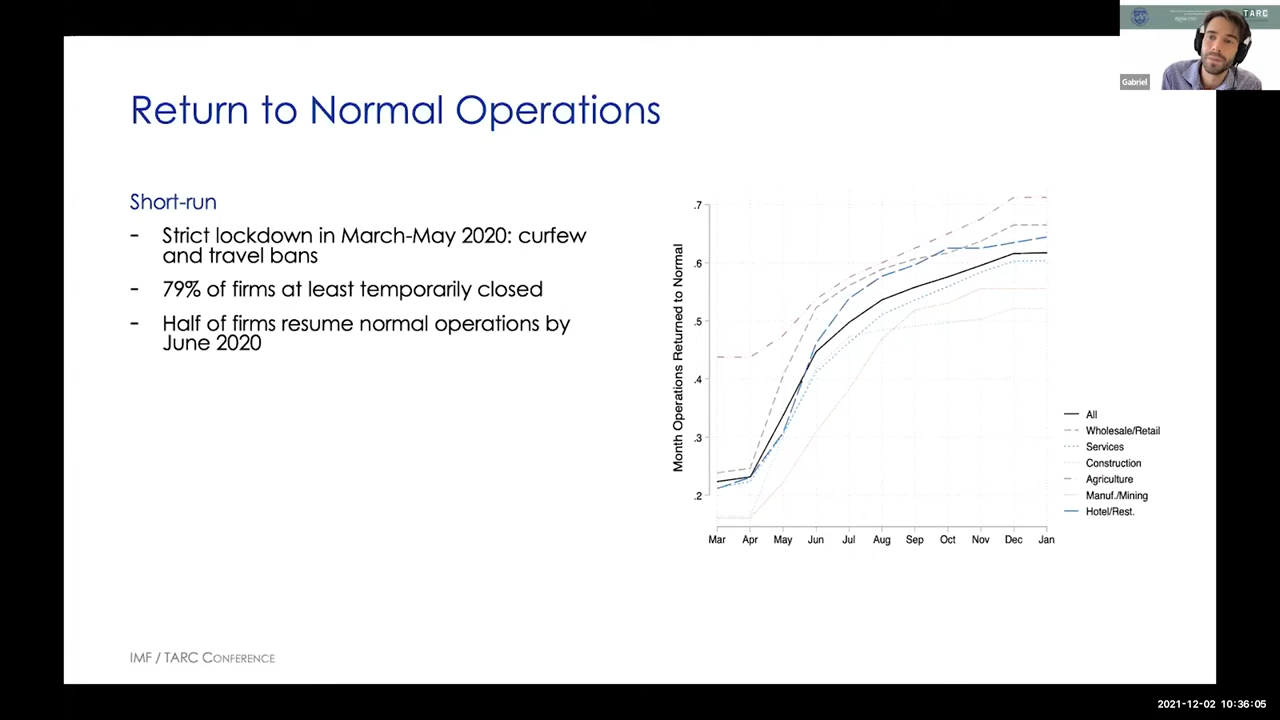 TARC
Gabriel
Return to Normal Operations
Short-run
- Strict lockdown in March-May 2020: curfew
and travel bans
- 79% of firms at least temporarily closed
- Half of firms resume normal operations by
June 2020
Month Operations Returned to Normal
.7
.6
.5
.4
.3
.2
Mar Apr May Jun Jul Aug Sep Oct Nov Dec Jan
All
Wholesale/Retail
Services
Construction
Agriculture
Manuf./Mining
Hotel/Rest.
IMF / TARC CONFERENCE
2021-12-02 10:36:05